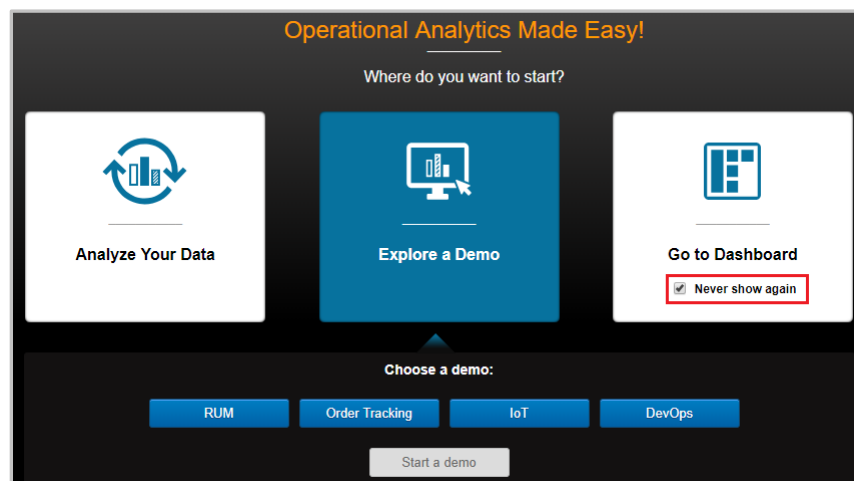 Operational Analytics Made Easy!
Where do you want to start?
Analyze Your Data
Explore a Demo
Go to Dashboard
Never show again
Choose a demo:
RUM
Order Tracking
IoT
DevOps
Start a demo